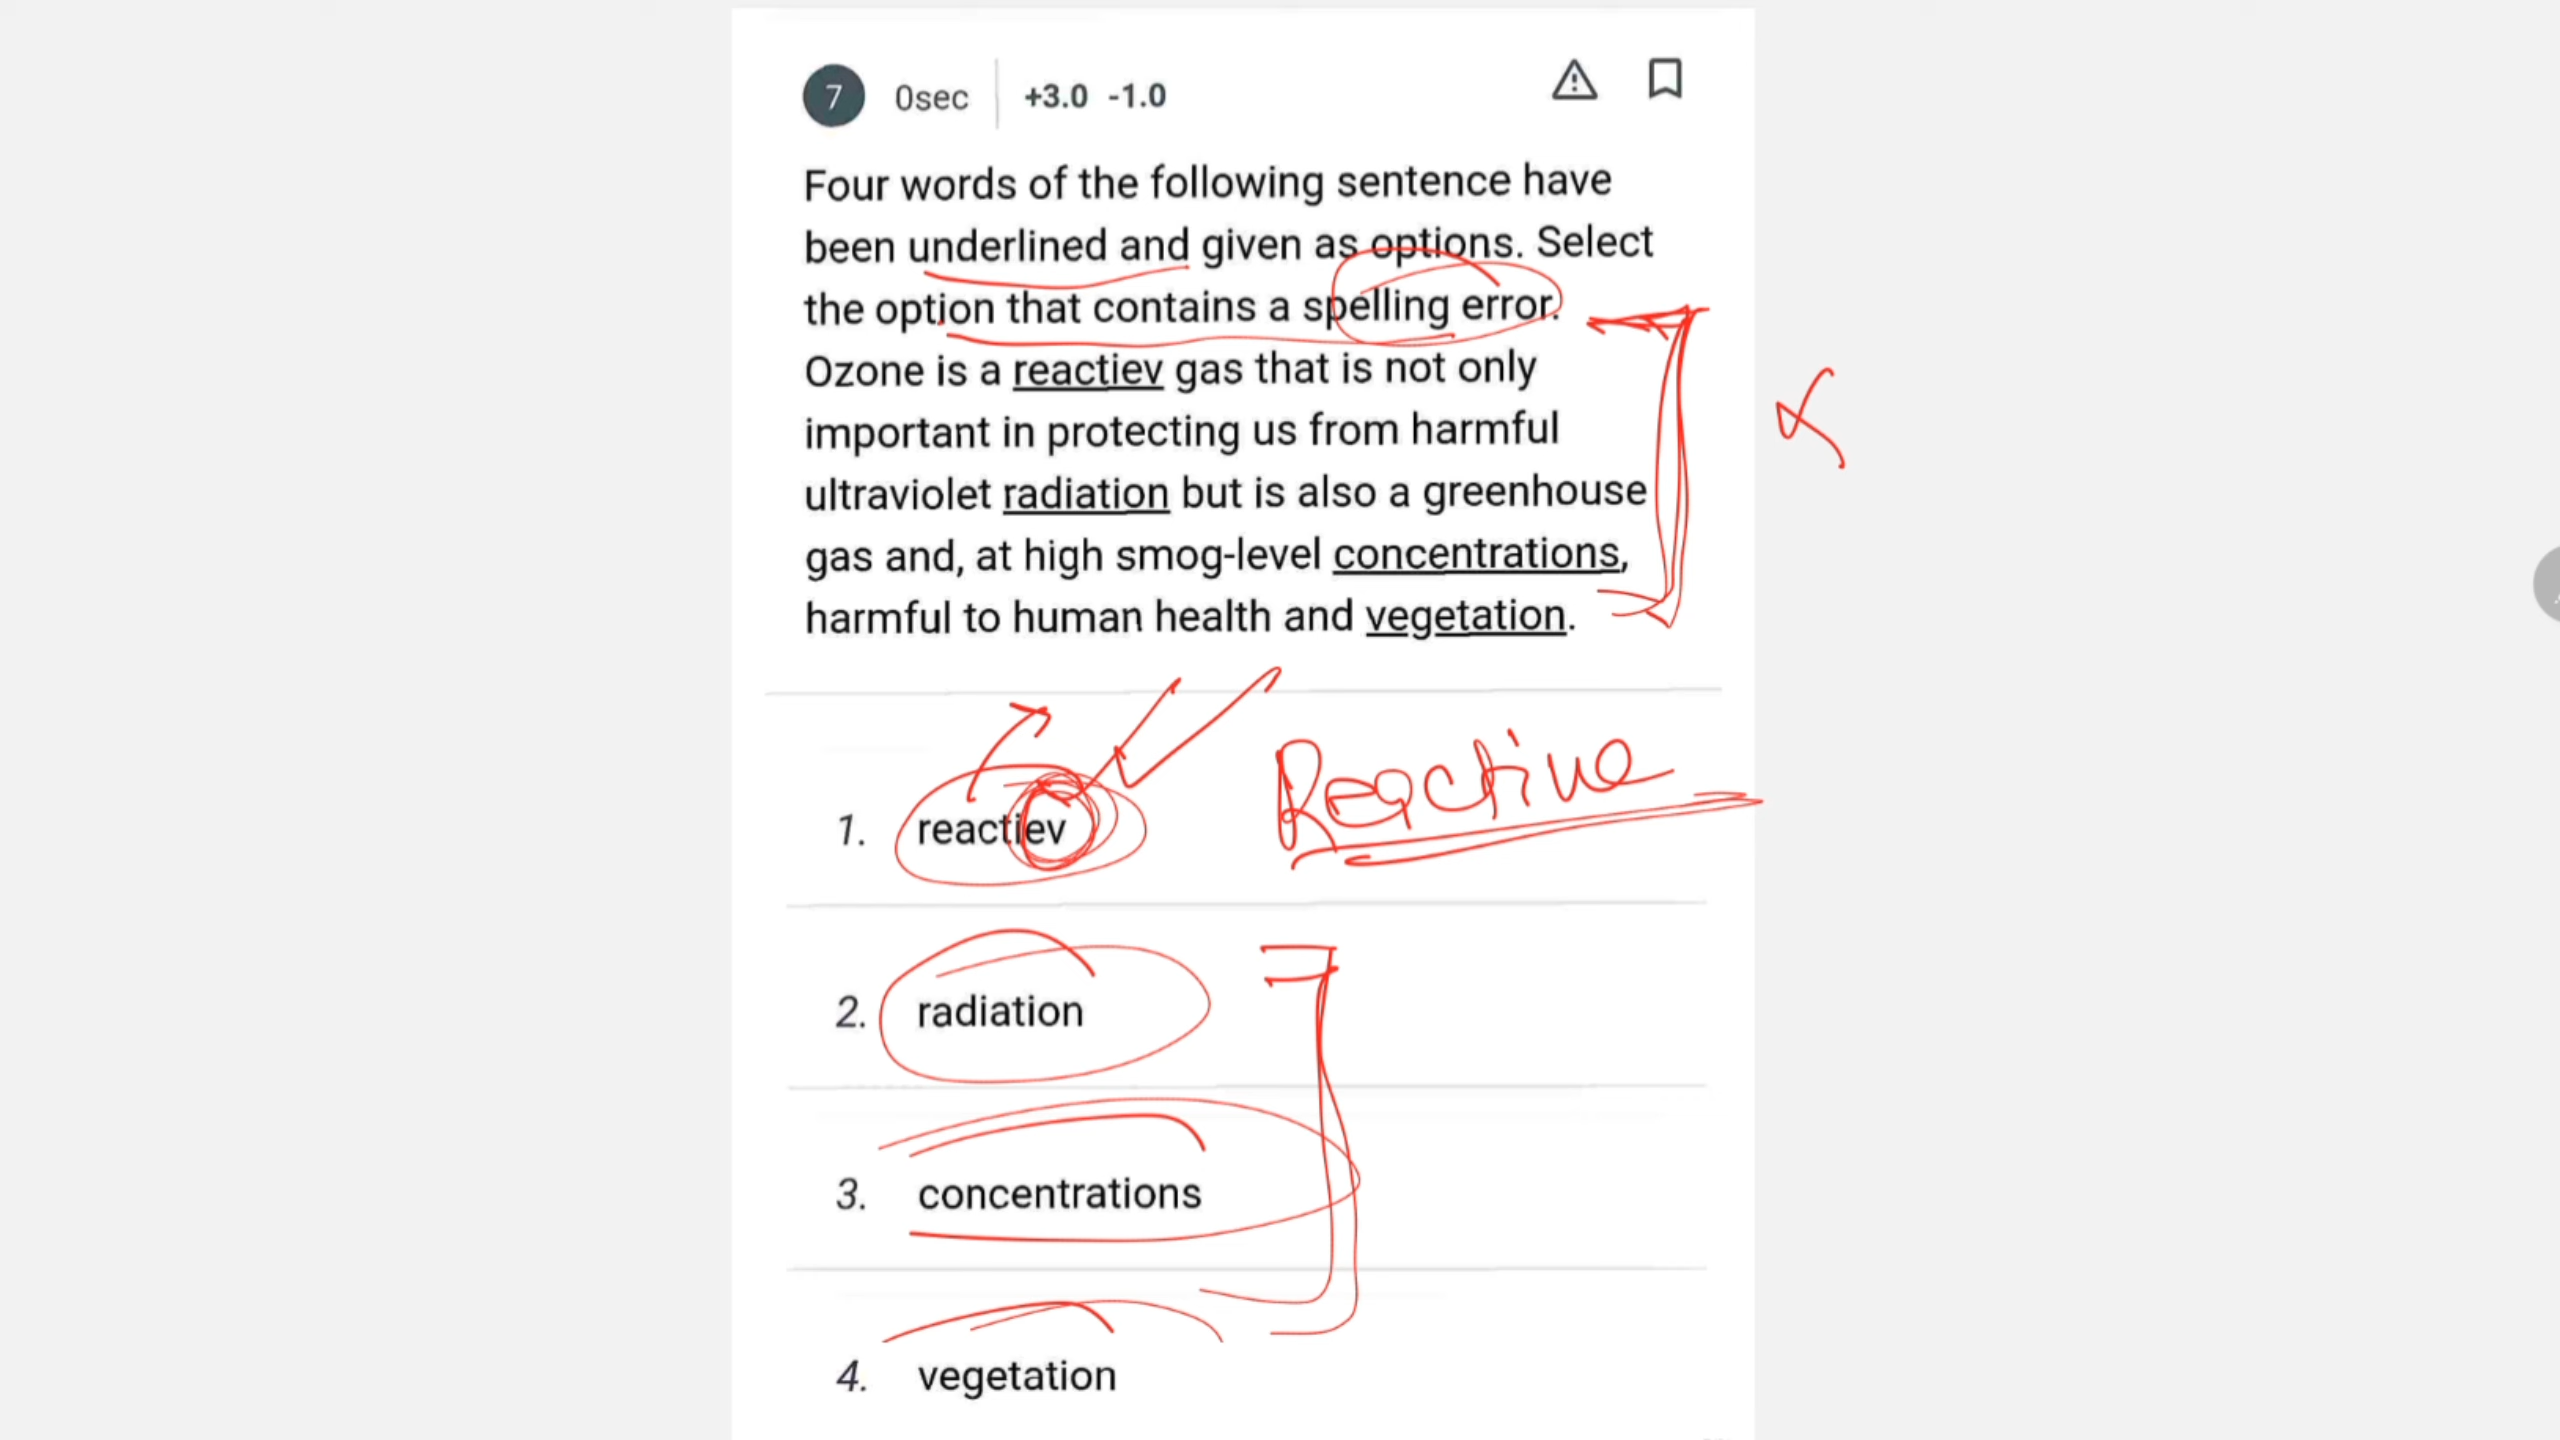 7 0sec +3.0 -1.0
Four words of the following sentence have
been underlined and given as options. Select
the option that contains a spelling error.
Ozone is a reactiev gas that is not only
important in protecting us from harmful
ultraviolet radiation but is also a greenhouse
gas and, at high smog-level concentrations,
harmful to human health and vegetation.
1. reactiev
Reactive
2. radiation
3. concentrations
4. vegetation